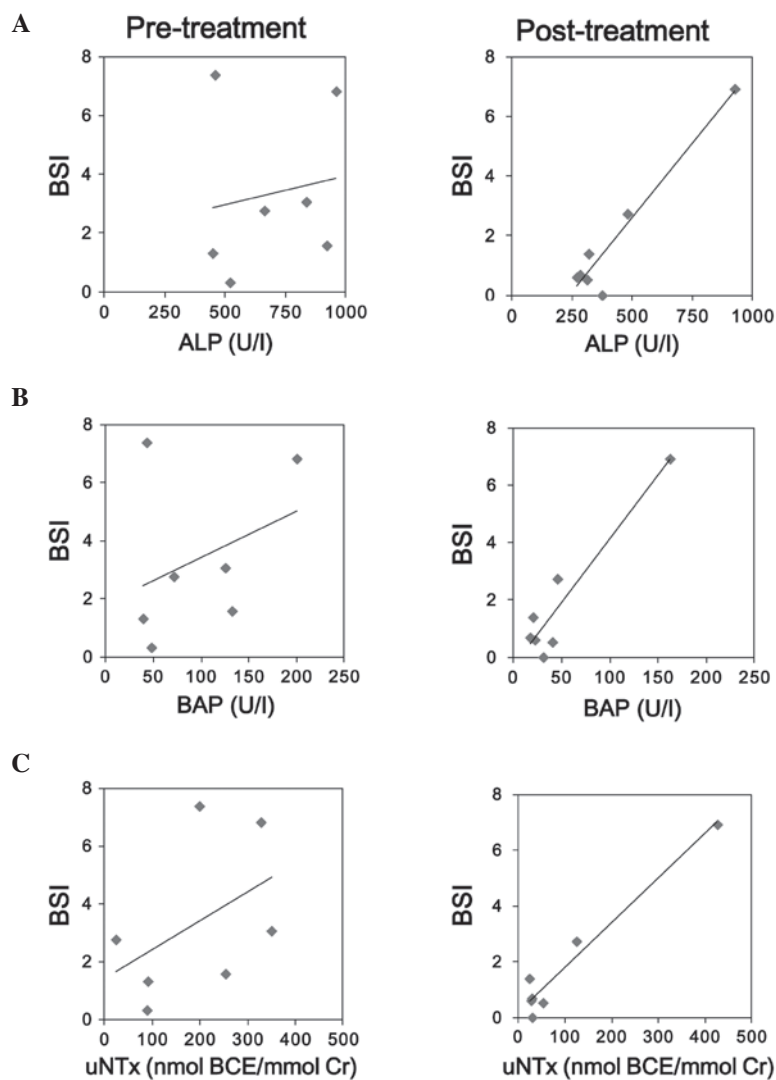 A
Pre-treatment
Post-treatment
8
6
4
2
0
BSI
0 250 500 750 1000
ALP (U/l)
8
6
4
2
0
BSI
0 250 500 750 1000
ALP (U/l)
B
8
6
4
2
0
BSI
0 50 100 150 200 250
BAP (U/l)
8
6
4
2
0
BSI
0 50 100 150 200 250
BAP (U/l)
C
8
6
4
2
0
BSI
0 100 200 300 400 500
uNTx (nmol BCE/mmol Cr)
8
6
4
2
0
BSI
0 100 200 300 400 500
uNTx (nmol BCE/mmol Cr)